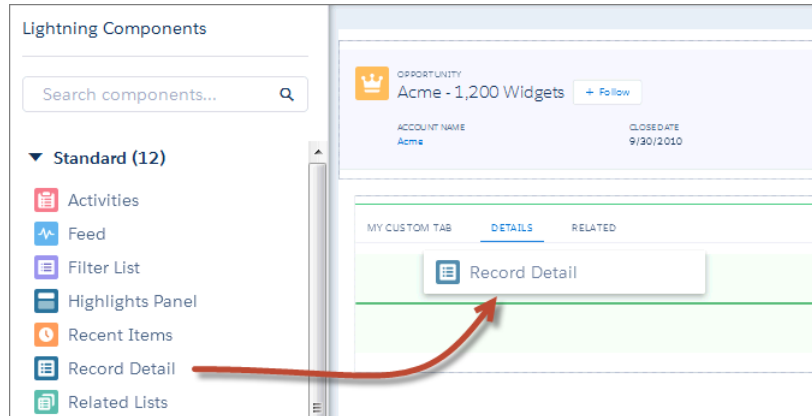 Lightning Components
Search components...
Standard (12)
Activities
Feed
Filter List
Highlights Panel
Recent Items
Record Detail
Related Lists
OPPORTUNITY
Acme - 1,200 Widgets
+ Follow
ACCOUNT NAME
CLOSE DATE
Acme
9/30/2010
MY CUSTOM TAB
DETAILS
RELATED
Record Detail